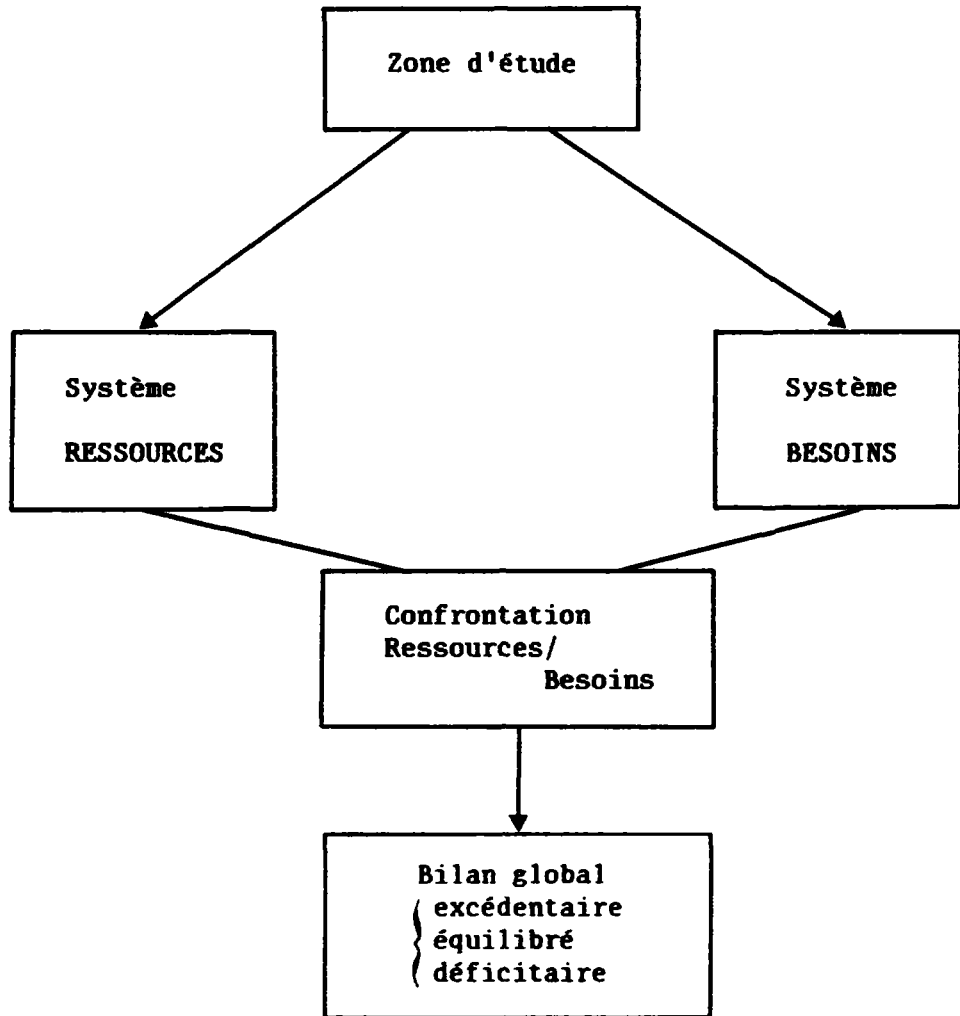 Zone d'étude
Système
RESSOURCES
Système
BESOINS
Confrontation
Ressources/
Besoins
Bilan global
excédentaire
équilibré
déficitaire